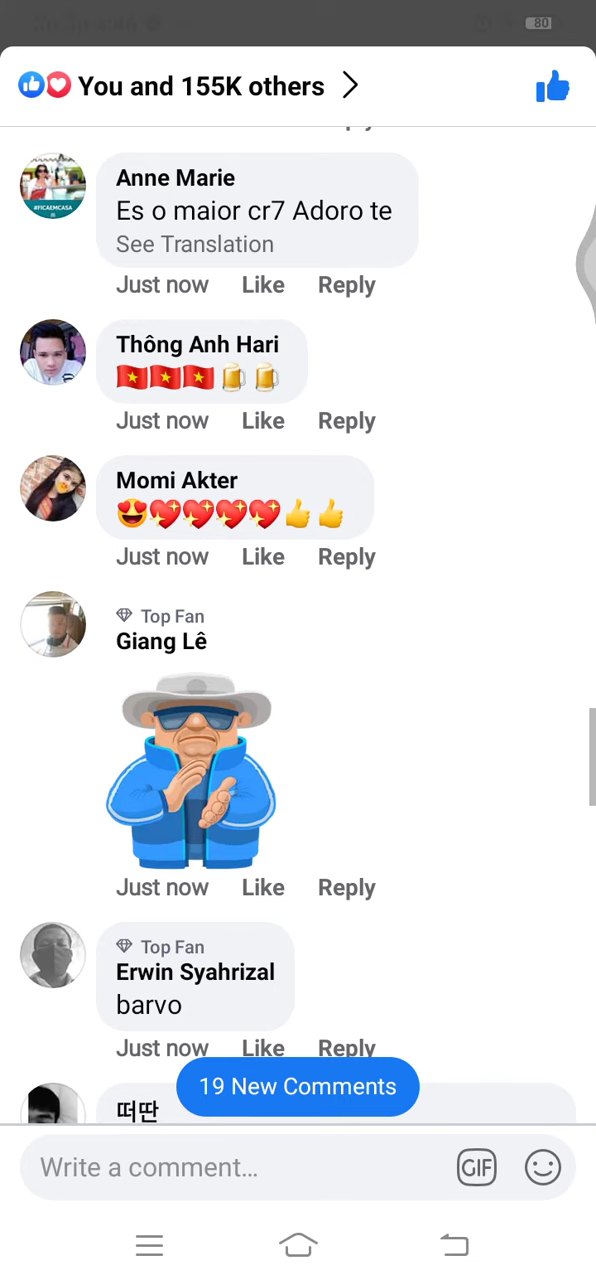 80
You and 155K others
Anne Marie
Es o maior cr7 Adoro te
See Translation
Just now Like Reply
Thông Anh Hari
🇻🇳🇻🇳🇻🇳🍺🍺
Just now Like Reply
Momi Akter
😍💖💖💖💖👍👍
Just now Like Reply
Top Fan
Giang Lê
Just now Like Reply
Top Fan
Erwin Syahrizal
barvo
Just now Like Reply
19 New Comments
떠딴
Write a comment...
GIF
#FICAEMCASA